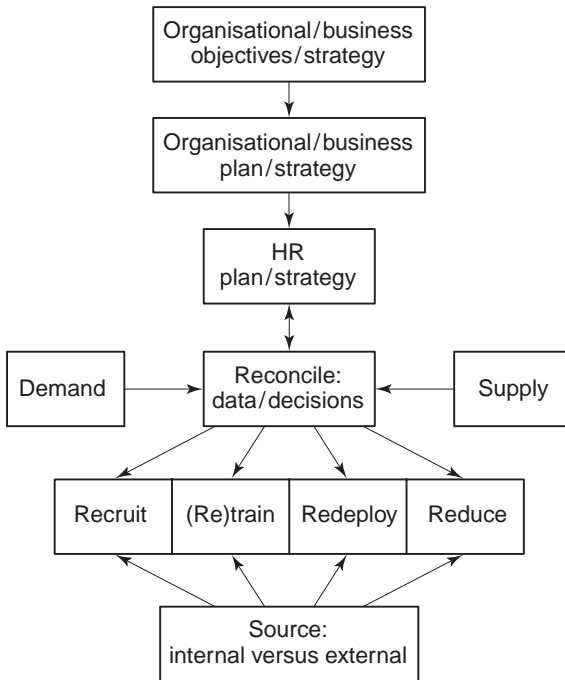 Organisational/business
objectives/strategy
Organisational/business
plan/strategy
HR
plan/strategy
Demand
Reconcile:
data/decisions
Supply
Recruit
(Re)train
Redeploy
Reduce
Source:
internal versus external